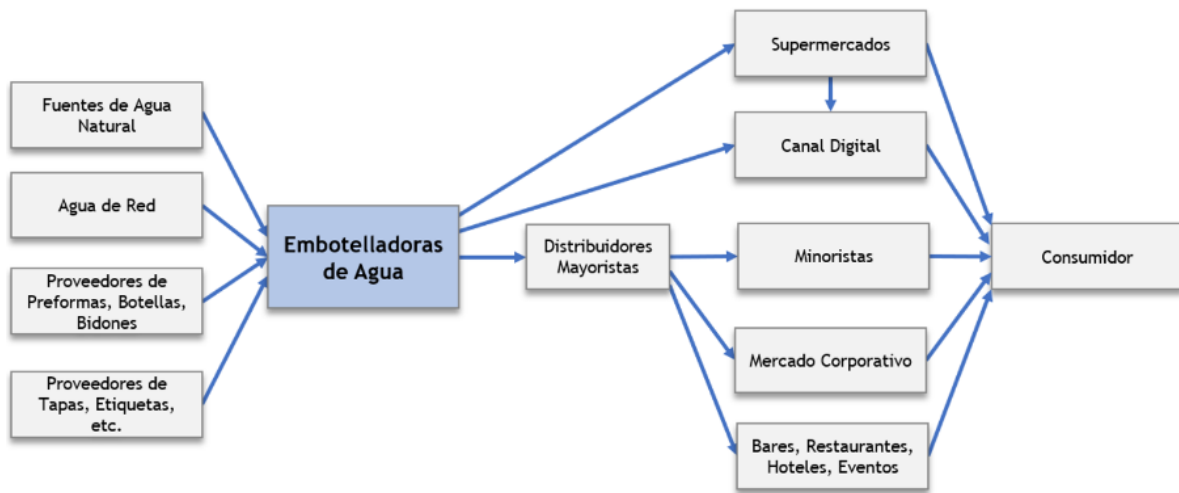 Fuentes de Agua
Natural
Agua de Red
Proveedores de
Preformas, Botellas,
Bidones
Proveedores de
Tapas, Etiquetas,
etc.
Embotelladoras
de Agua
Distribuidores
Mayoristas
Supermercados
Canal Digital
Minoristas
Mercado Corporativo
Bares, Restaurantes,
Hoteles, Eventos
Consumidor